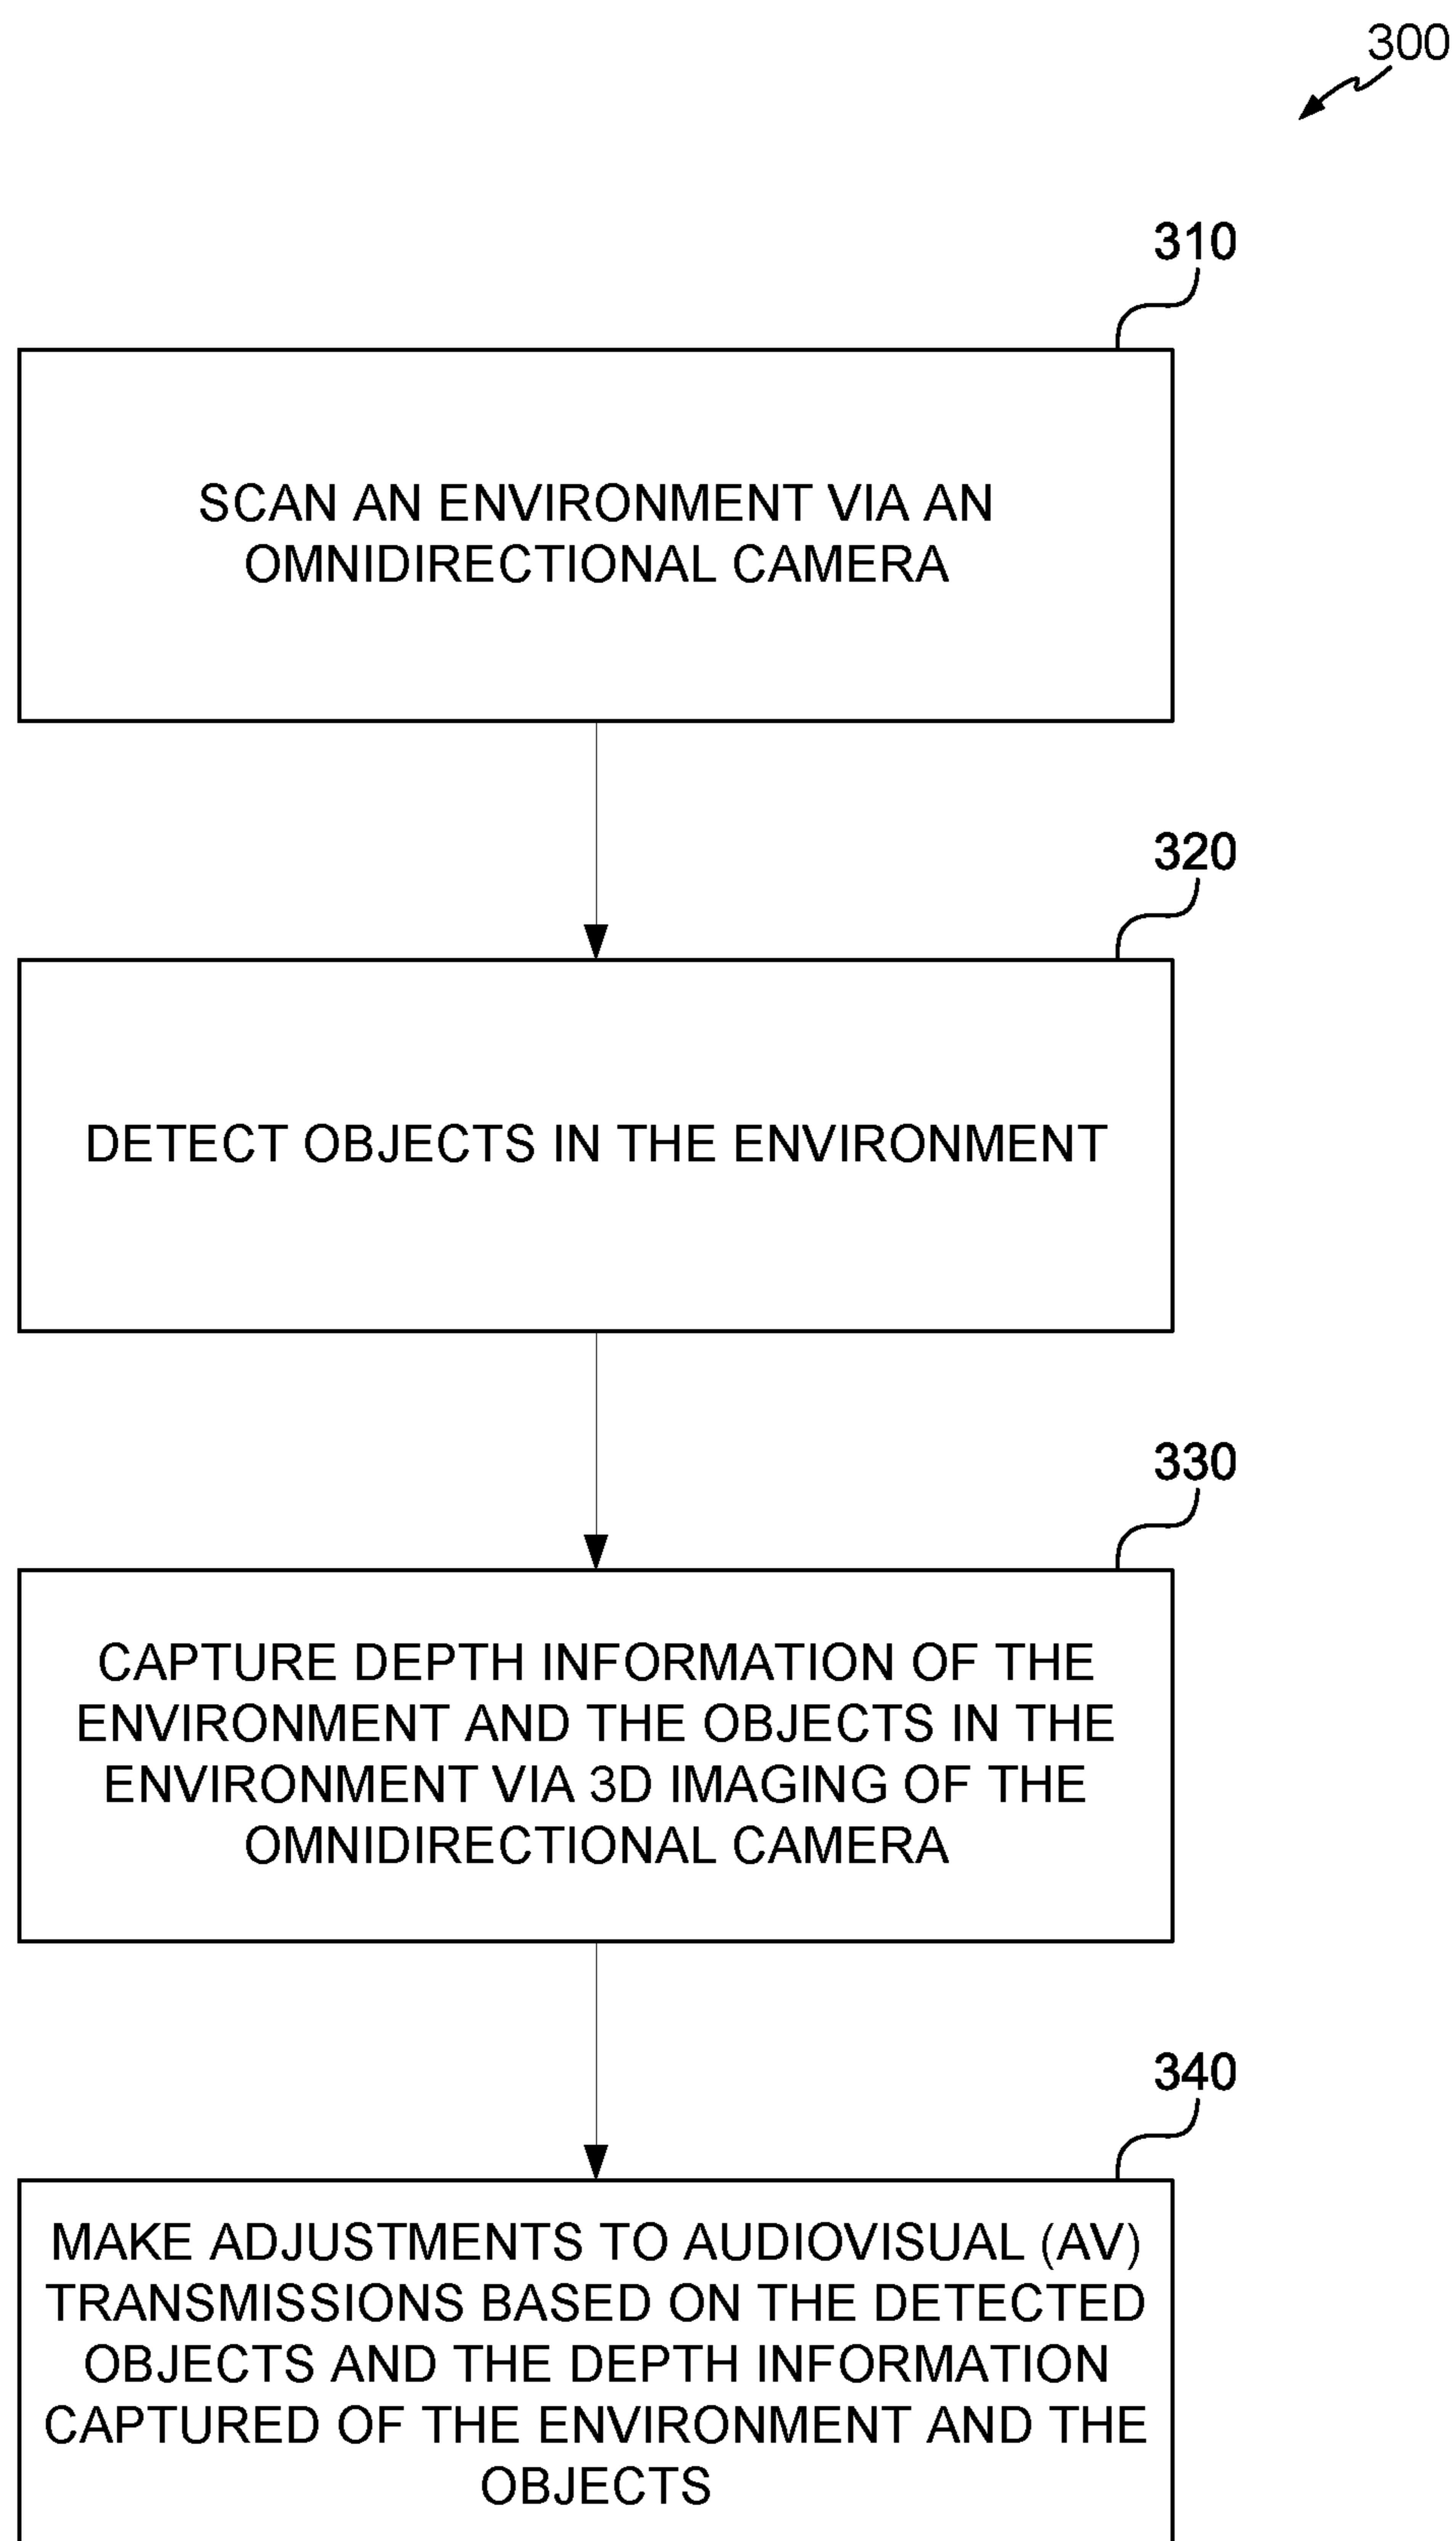 300
310
SCAN AN ENVIRONMENT VIA AN
OMNIDIRECTIONAL CAMERA
320
DETECT OBJECTS IN THE ENVIRONMENT
330
CAPTURE DEPTH INFORMATION OF THE
ENVIRONMENT AND THE OBJECTS IN THE
ENVIRONMENT VIA 3D IMAGING OF THE
OMNIDIRECTIONAL CAMERA
340
MAKE ADJUSTMENTS TO AUDIOVISUAL (AV)
TRANSMISSIONS BASED ON THE DETECTED
OBJECTS AND THE DEPTH INFORMATION
CAPTURED OF THE ENVIRONMENT AND THE
OBJECTS